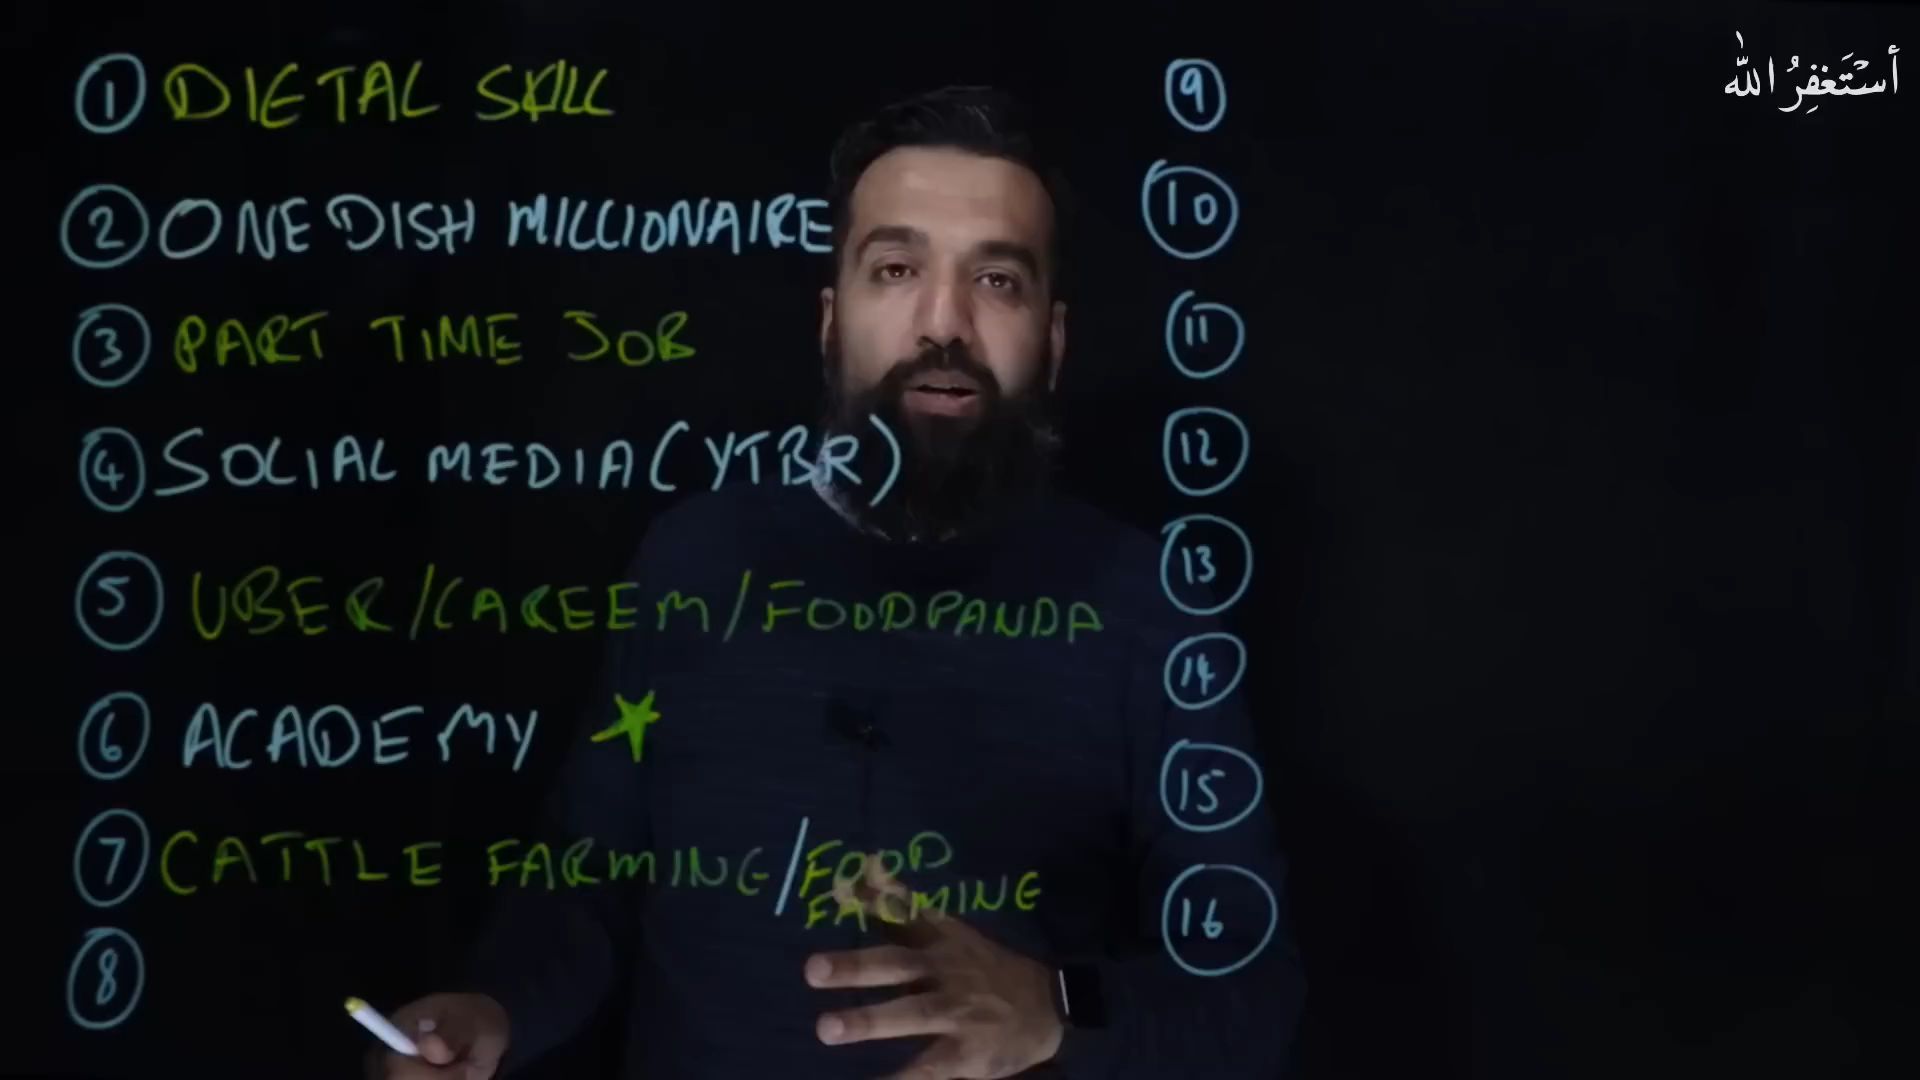 1 DIETAL SKILL
2 ONE DISH MILLIONAIRE
3 PART TIME JOB
4 SOCIAL MEDIA (YTBR)
5 UBER/CAREEM/FOODPANDA
6 ACADEMY
7 CATTLE FARMING/FOOD
FARMING
8
9
10
11
12
13
14
15
16
أَسْتَغْفِرُ اللّٰه